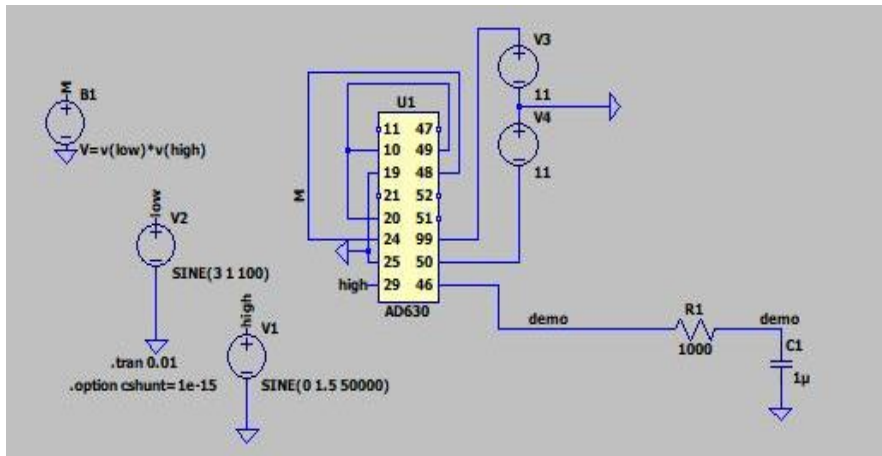 M
B1
V=v(low)*v(high)
low
V2
SINE(3 1 100)
high
V1
SINE(0 1.5 50000)
.tran 0.01
.option cshunt=1e-15
M
U1
11 47
10 49
19 48
21 52
20 51
24 99
25 50
high 29 46
AD630
V3
11
V4
11
demo
R1
1000
demo
C1
1µ